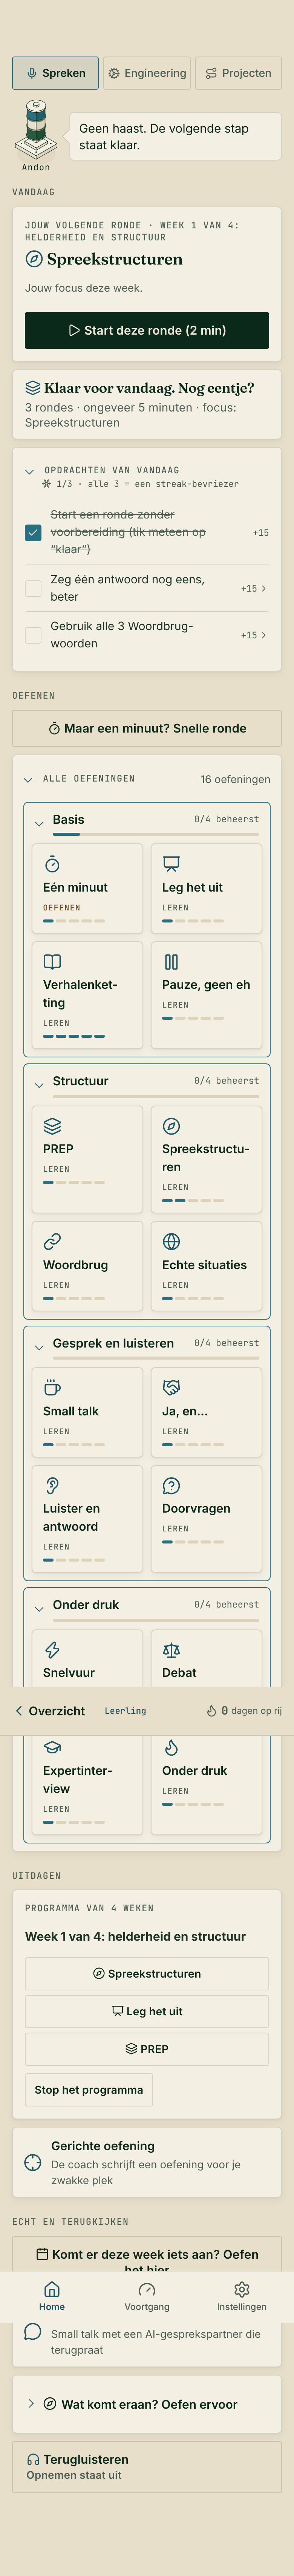 Spreken
Engineering
Projecten
Geen haast. De volgende stap
staat klaar.
Andon
VANDAAG
JOUW VOLGENDE RONDE · WEEK 1 VAN 4:
HELDERHEID EN STRUCTUUR
Spreekstructuren
Jouw focus deze week.
Start deze ronde (2 min)
Klaar voor vandaag. Nog eentje?
3 rondes · ongeveer 5 minuten · focus:
Spreekstructuren
OPDRACHTEN VAN VANDAAG
1/3 · alle 3 = een streak-bevriezer
Start een ronde zonder
voorbereiding (tik meteen op
"klaar")
+15
Zeg één antwoord nog eens,
beter
+15
Gebruik alle 3 Woordbrug-
woorden
+15
OEFENEN
Maar een minuut? Snelle ronde
ALLE OEFENINGEN
16 oefeningen
Basis
0/4 beheerst
Eén minuut
OEFENEN
Leg het uit
LEREN
Verhalenket-
ting
LEREN
Pauze, geen eh
LEREN
Structuur
0/4 beheerst
PREP
LEREN
Spreekstructu-
ren
LEREN
Woordbrug
LEREN
Echte situaties
LEREN
Gesprek en luisteren
0/4 beheerst
Small talk
LEREN
Ja, en...
LEREN
Luister en
antwoord
LEREN
Doorvragen
LEREN
Onder druk
0/4 beheerst
Snelvuur
Debat
Overzicht
Leerling
0 dagen op rij
Expertinter-
view
LEREN
Onder druk
LEREN
UITDAGEN
PROGRAMMA VAN 4 WEKEN
Week 1 van 4: helderheid en structuur
Spreekstructuren
Leg het uit
PREP
Stop het programma
Gerichte oefening
De coach schrijft een oefening voor je
zwakke plek
ECHT EN TERUGKIJKEN
Komt er deze week iets aan? Oefen
het hier
Home
Voortgang
Instellingen
Small talk met een AI-gesprekspartner die
terugpraat
Wat komt eraan? Oefen ervoor
Terugluisteren
Opnemen staat uit